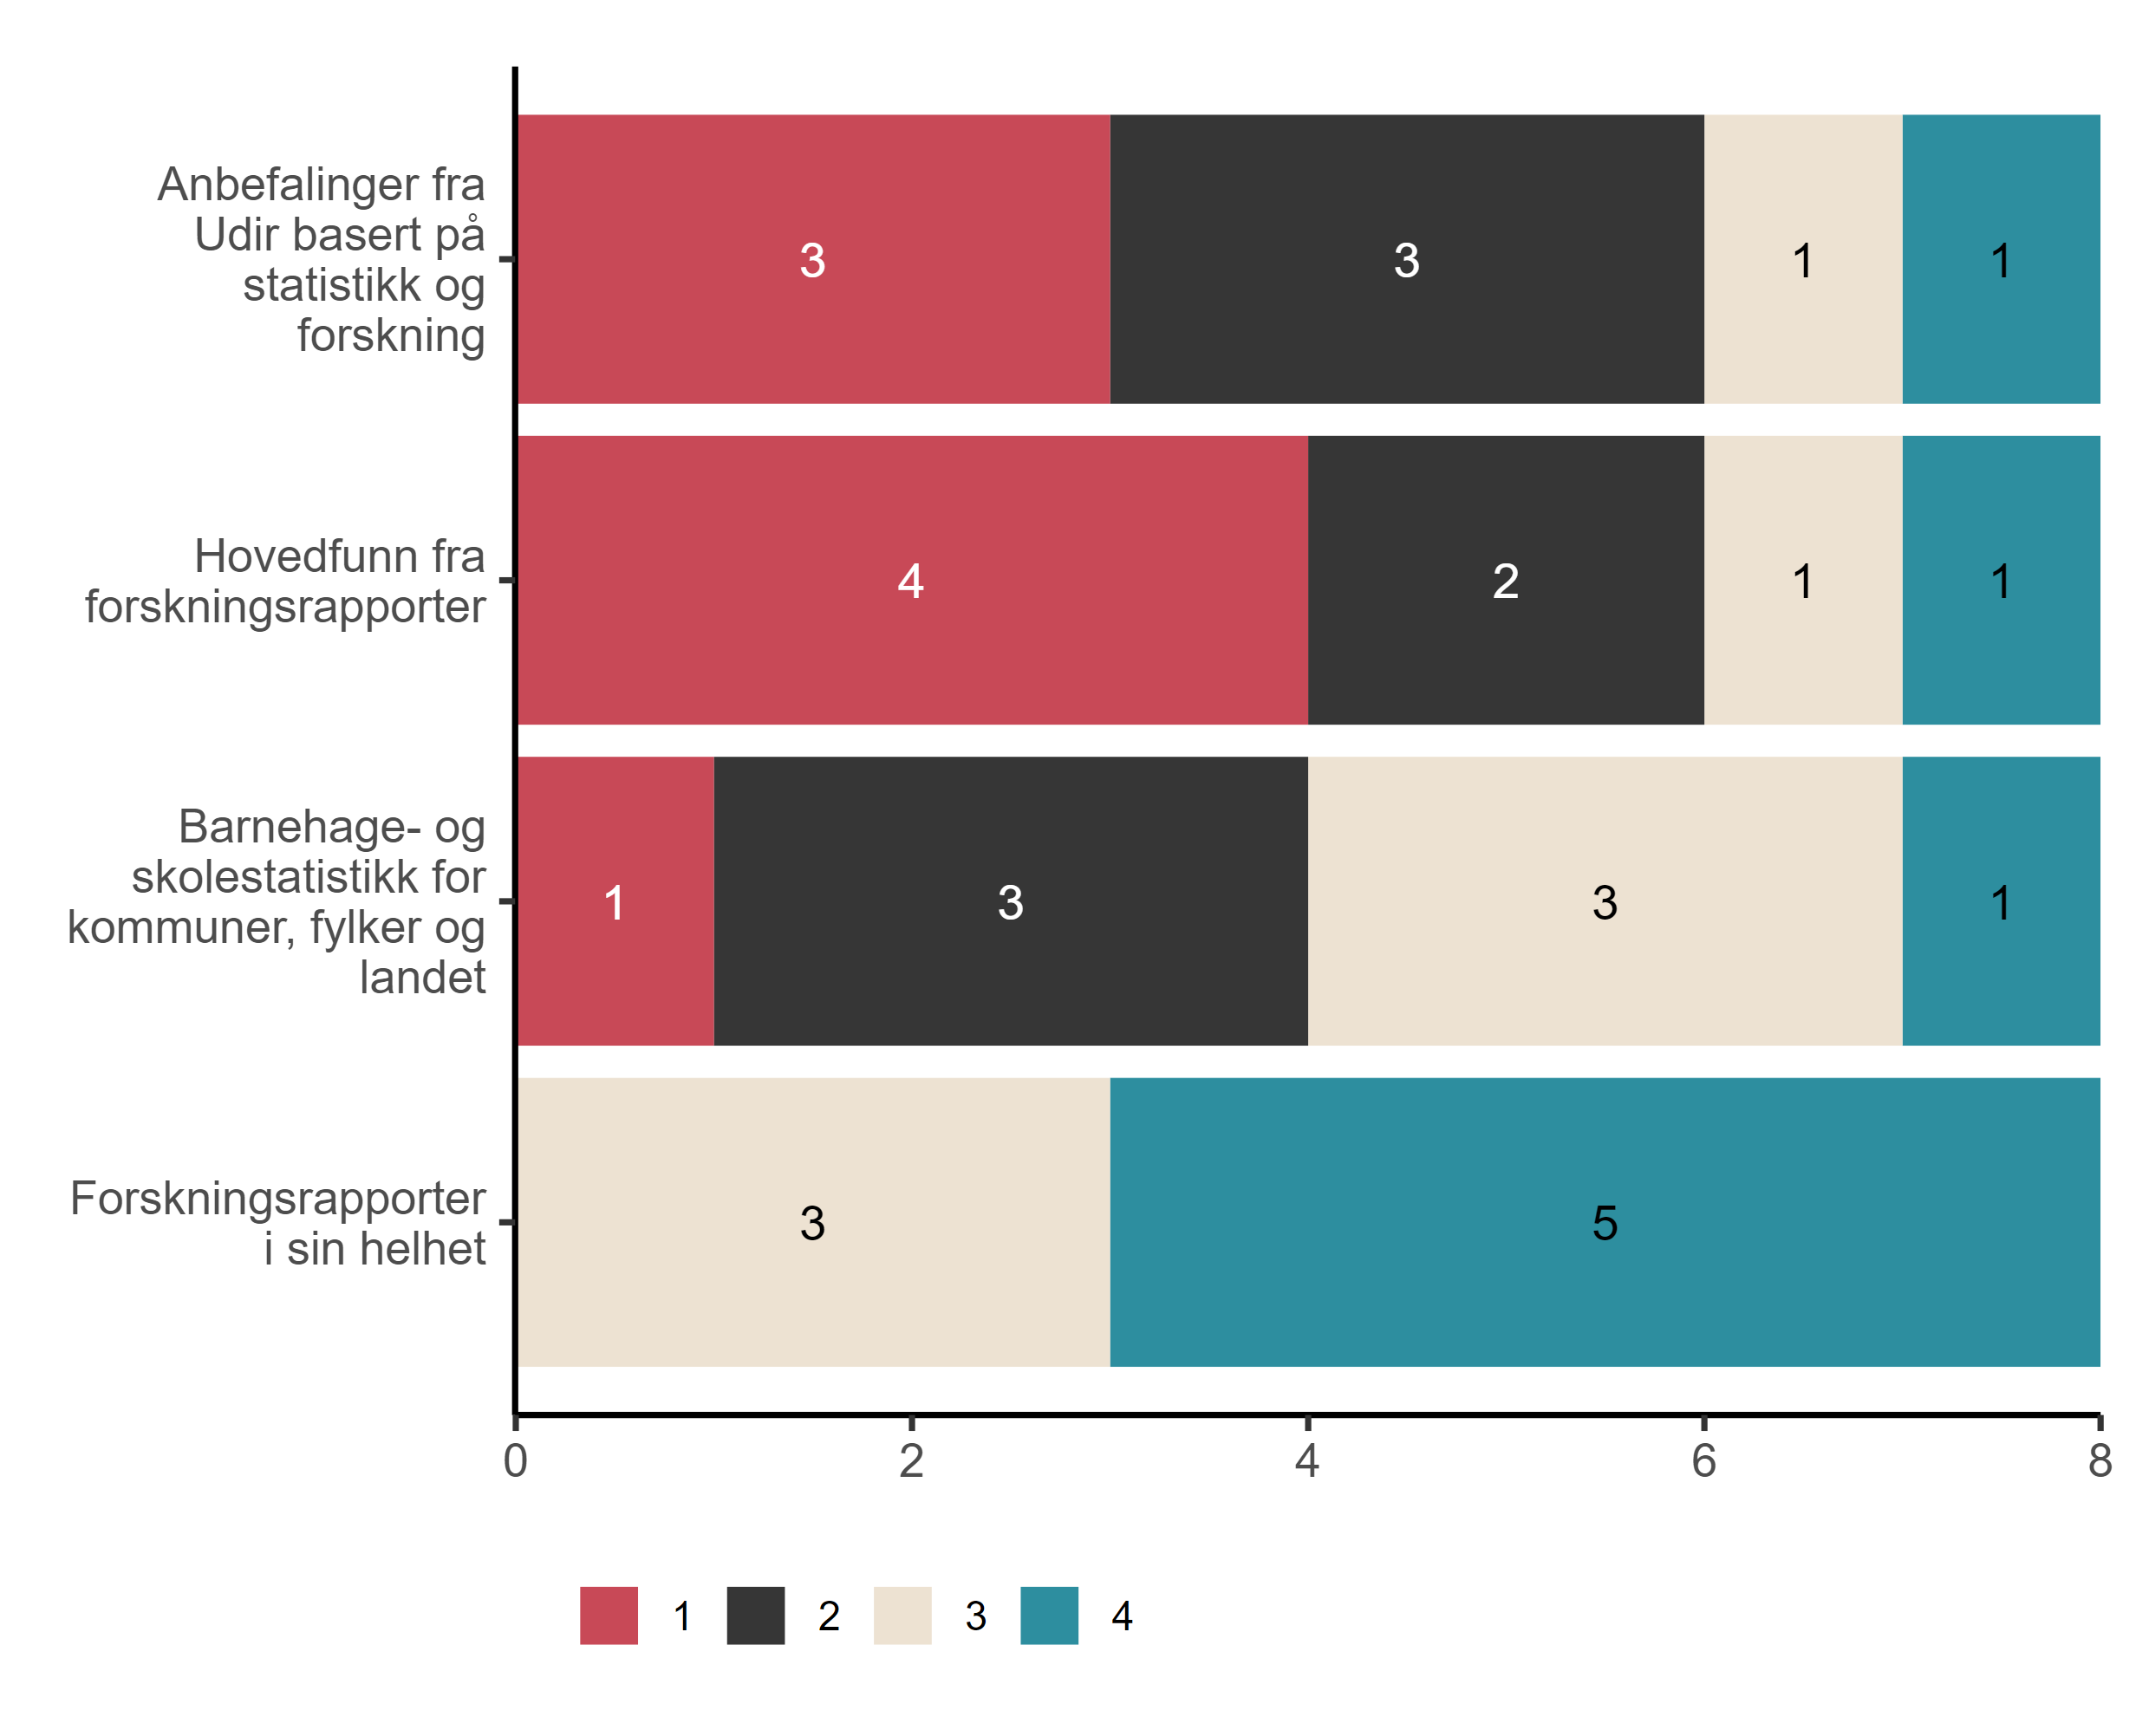 Anbefalinger fra
Udir basert på
statistikk og
forskning
3 3 1 1
Hovedfunn fra
forskningsrapporter
4 2 1 1
Barnehage- og
skolestatistikk for
kommuner, fylker og
landet
1 3 3 1
Forskningsrapporter
i sin helhet
3 5
0 2 4 6 8
1 2 3 4